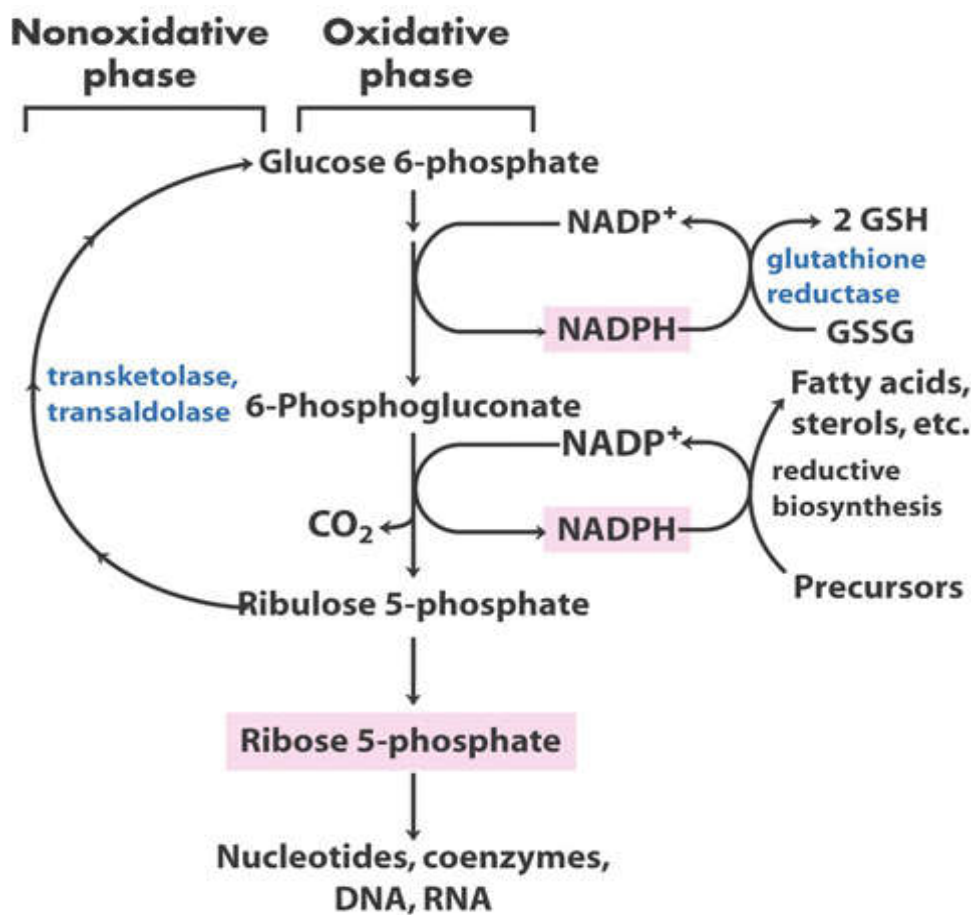 Nonoxidative
phase
Oxidative
phase
Glucose 6-phosphate
NADP⁺
2 GSH
glutathione
reductase
NADPH
GSSG
transketolase,
transaldolase
6-Phosphogluconate
Fatty acids,
sterols, etc.
NADP⁺
reductive
biosynthesis
CO₂
NADPH
Precursors
Ribulose 5-phosphate
Ribose 5-phosphate
Nucleotides, coenzymes,
DNA, RNA